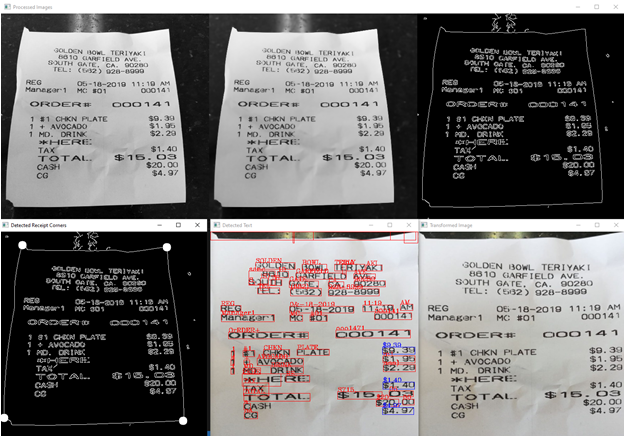 Processed Images
GOLDEN BOWL TERIYAKI
8610 GARFIELD AVE.
SOUTH GATE, CA. 90280
TEL: (562) 928-8999
REG 05-18-2019 11:19 AM
Manager1 MC #01 000141
ORDER# 000141
1 #1 CHKN PLATE $9.39
1 + AVOCADO $1.95
1 MD. DRINK $2.29
*HERE
TAX $1.40
TOTAL $15.03
CASH $20.00
CG $4.97
GOLDEN BOWL TERIYAKI
8610 GARFIELD AVE.
SOUTH GATE, CA. 90280
TEL: (562) 928-8999
REG 05-18-2019 11:19 AM
Manager1 MC #01 000141
ORDER# 000141
1 #1 CHKN PLATE $9.39
1 + AVOCADO $1.95
1 MD. DRINK $2.29
*HERE
TAX $1.40
TOTAL $15.03
CASH $20.00
CG $4.97
GOLDEN BOWL TERIYAKI
8610 GARFIELD AVE.
SOUTH GATE, CA. 90280
TEL: (562) 928-8999
REG 05-18-2019 11:19 AM
Manager1 MC #01 000141
ORDER# 000141
1 #1 CHKN PLATE $9.39
1 + AVOCADO $1.95
1 MD. DRINK $2.29
*HERE
TAX $1.40
TOTAL $15.03
CASH $20.00
CG $4.97
Detected Receipt Corners
GOLDEN BOWL TERIYAKI
8610 GARFIELD AVE.
SOUTH GATE, CA. 90280
TEL: (562) 928-8999
REG 05-18-2019 11:19 AM
Manager1 MC #01 000141
ORDER# 000141
1 #1 CHKN PLATE $9.39
1 + AVOCADO $1.95
1 MD. DRINK $2.29
*HERE
TAX $1.40
TOTAL $15.03
CASH $20.00
CG $4.97
Detected Text
GOLDEN BOWL TERIYAKI
8610 GARFIELD AVE.
SOUTH GATE, CA. 90280
TEL: (562) 928-8999
REG 11:19 AM
REG 05-18-2019 11:19 AM
Manager1 MC #01 000141
ORDER# 000141
CHKN PLATE $9.39
1 #1 CHKN PLATE $9.39
1 + AVOCADO $1.95
1 MD. DRINK $2.29
*HERE
$1.40
TAX $1.40
TOTAL $15.03
CASH $20.00
CG $4.97
Transformed Image
GOLDEN BOWL TERIYAKI
8610 GARFIELD AVE.
SOUTH GATE, CA. 90280
TEL: (562) 928-8999
REG 05-18-2019 11:19 AM
Manager1 MC #01 000141
ORDER# 000141
1 #1 CHKN PLATE $9.39
1 + AVOCADO $1.95
1 MD. DRINK $2.29
*HERE
TAX $1.40
TOTAL $15.03
CASH $20.00
CG $4.97